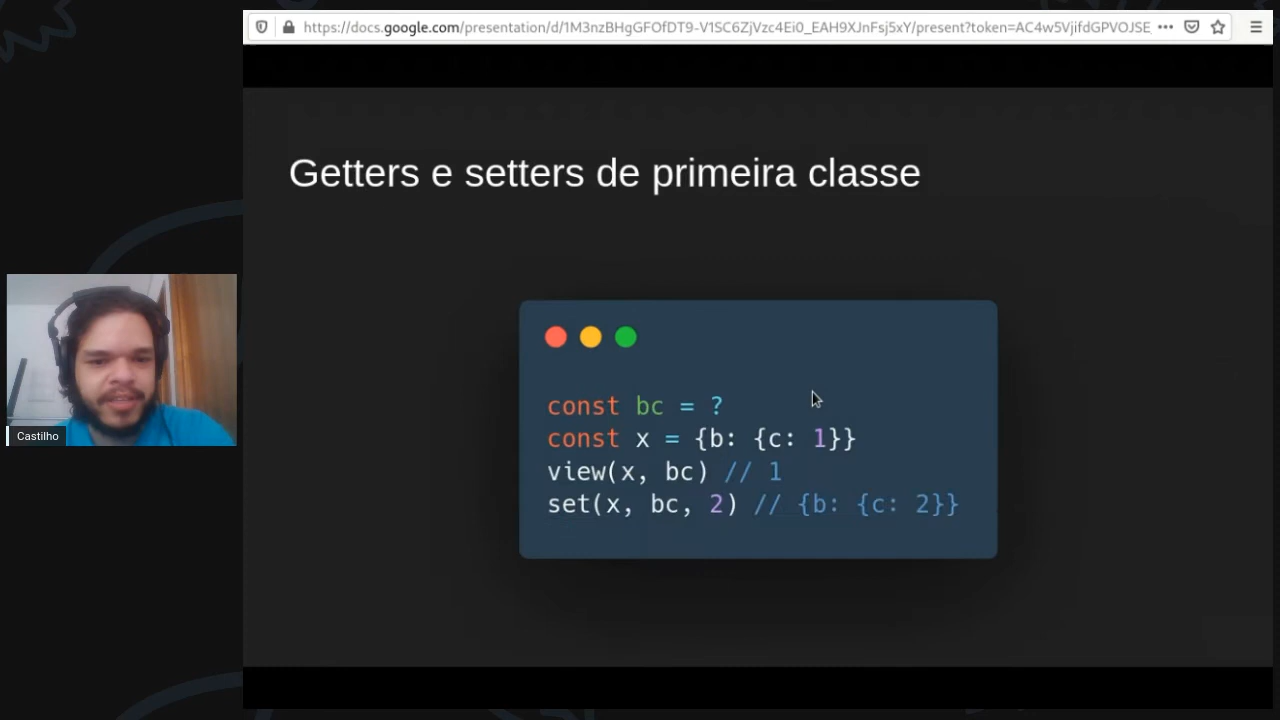 https://docs.google.com/presentation/d/1M3nzBHgGFOfDT9-V1SC6ZjVzc4Ei0_EAH9XJnFsj5xY/present?token=AC4w5VjifdGPVOJSE_
Getters e setters de primeira classe
const bc = ?
const x = {b: {c: 1}}
view(x, bc) // 1
set(x, bc, 2) // {b: {c: 2}}
Castilho